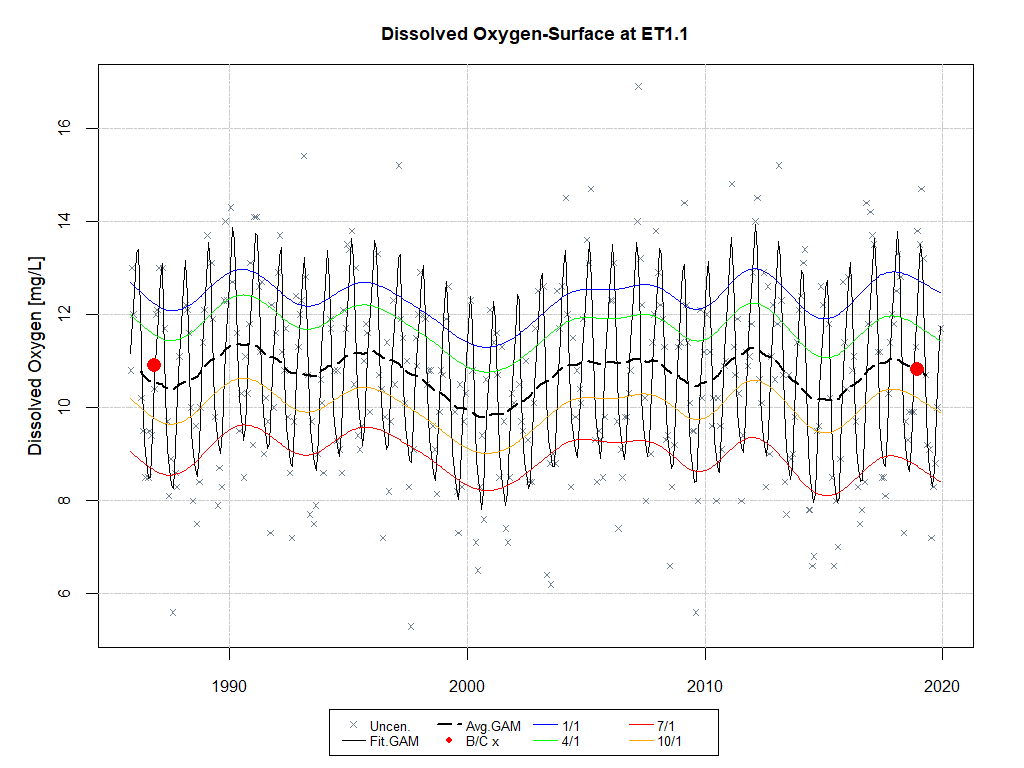 Dissolved Oxygen-Surface at ET1.1
Dissolved Oxygen [mg/L]
16
14
12
10
8
6
1990 2000 2010 2020
Uncen. Avg.GAM 1/1 7/1
Fit.GAM B/C x 4/1 10/1